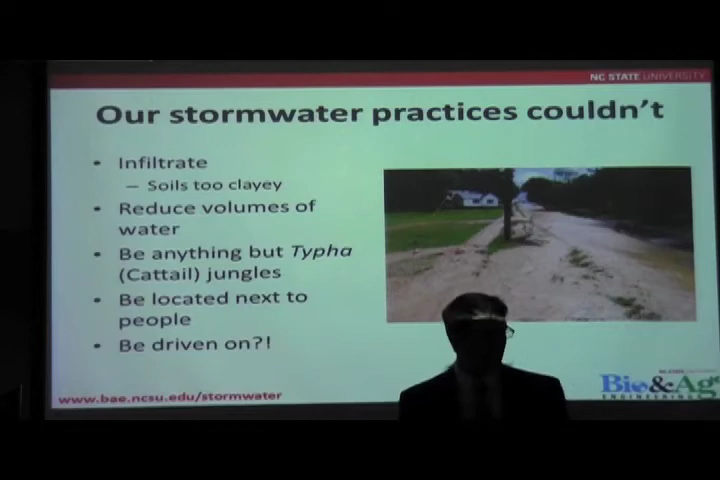 NC STATE UNIVERSITY
Our stormwater practices couldn't
• Infiltrate
– Soils too clayey
• Reduce volumes of
water
• Be anything but Typha
(Cattail) jungles
• Be located next to
people
• Be driven on?!
www.bae.ncsu.edu/stormwater
Bio&Ag
ENGINEERING